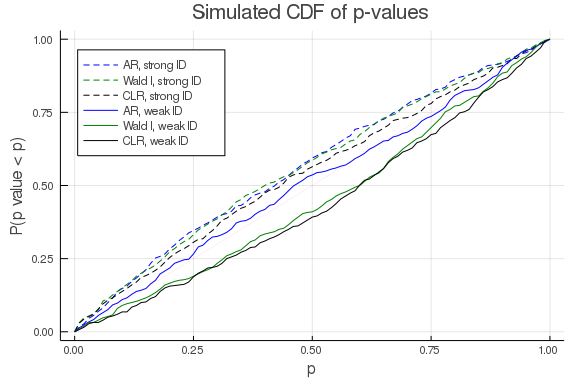 Simulated CDF of p-values
1.00
0.75
0.50
0.25
0.00
P(p value < p)
AR, strong ID
Wald I, strong ID
CLR, strong ID
AR, weak ID
Wald I, weak ID
CLR, weak ID
0.00 0.25 0.50 0.75 1.00
p